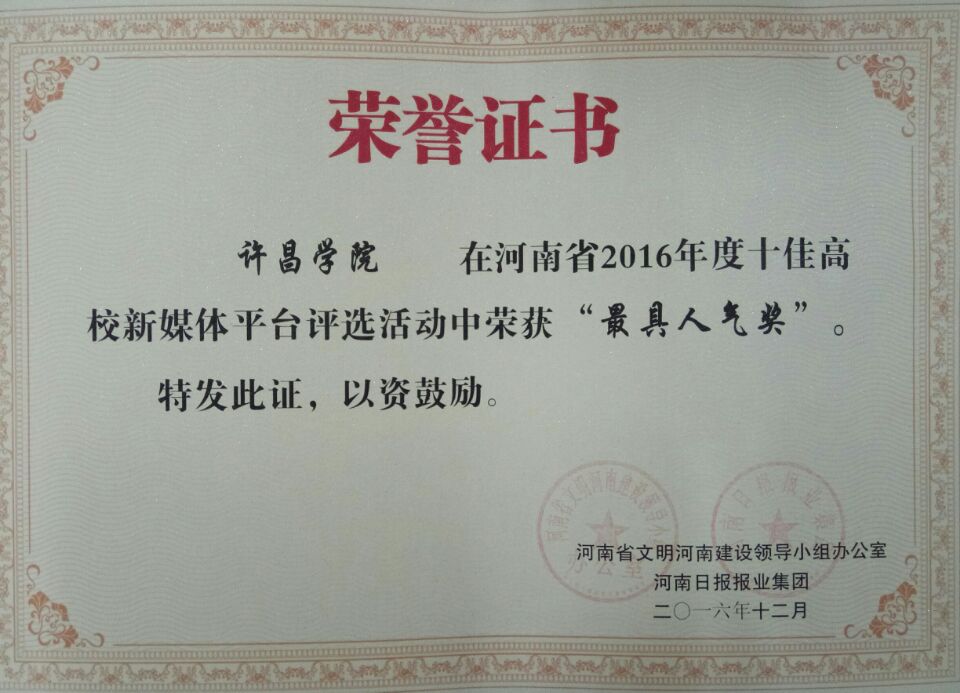 荣誉证书
许昌学院 在河南省2016年度十佳高
校新媒体平台评选活动中荣获“最具人气奖”。
特发此证，以资鼓励。
河南省文明河南建设领导小组办公室
河南日报报业集团
二〇一六年十二月